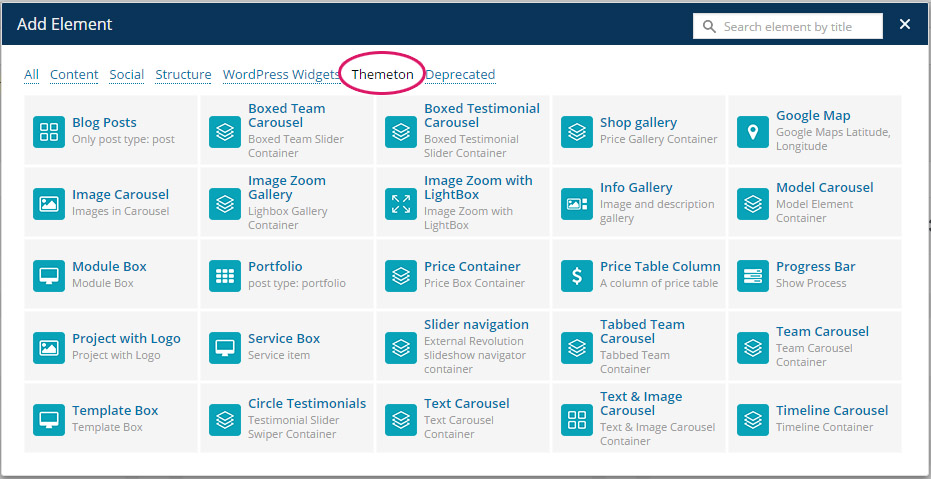 Add Element
Search element by title
All Content Social Structure WordPress Widgets Themeton Deprecated
Blog Posts
Only post type: post
Boxed Team
Carousel
Boxed Team Slider
Container
Boxed Testimonial
Carousel
Boxed Testimonial
Slider Container
Shop gallery
Price Gallery Container
Google Map
Google Maps Latitude,
Longitude
Image Carousel
Images in Carousel
Image Zoom
Gallery
Lighbox Gallery
Container
Image Zoom with
LightBox
Image Zoom with
LightBox
Info Gallery
Image and description
gallery
Model Carousel
Model Element
Container
Module Box
Module Box
Portfolio
post type: portfolio
Price Container
Price Box Container
Price Table Column
A column of price table
Progress Bar
Show Process
Project with Logo
Project with Logo
Service Box
Service item
Slider navigation
External Revolution
slideshow navigator
container
Tabbed Team
Carousel
Tabbed Team
Container
Team Carousel
Team Carousel
Container
Template Box
Template Box
Circle Testimonials
Testimonial Slider
Swiper Container
Text Carousel
Text Carousel
Container
Text & Image
Carousel
Text & Image Carousel
Container
Timeline Carousel
Timeline Container